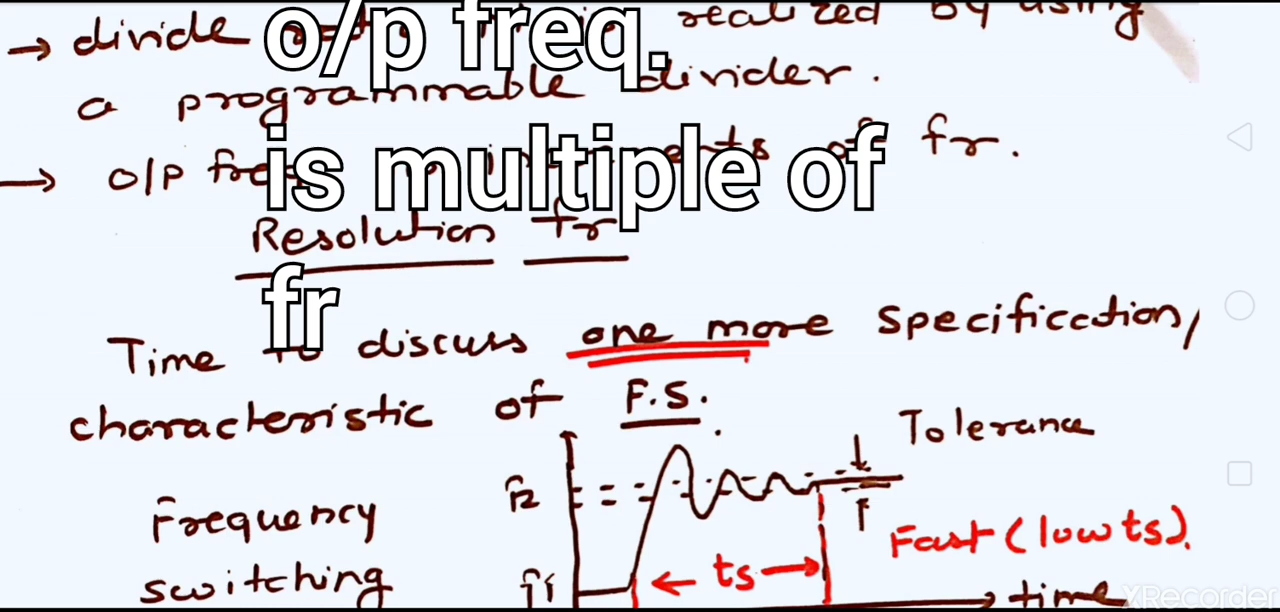 → divide realized by using
o/p freq.
a programmable divider.
→ o/p freq of fr.
is multiple of
Resolution fr
fr
Time to discuss one more specification/
characteristic of F.S.
Tolerance
f2
Frequency
switching
Fast (low ts).
f1
← ts →
time
XRecorder